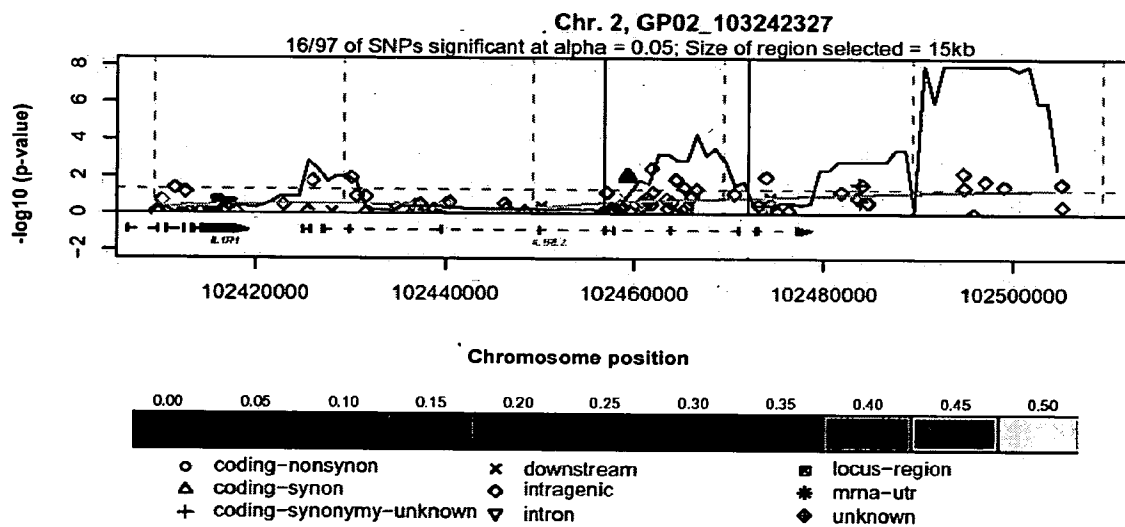 Chr. 2, GP02_103242327
16/97 of SNPs significant at alpha = 0.05; Size of region selected = 15kb
-log10 (p-value)
8
6
4
2
0
-2
IL1R1
IL1RL2
102420000 102440000 102460000 102480000 102500000
Chromosome position
0.00 0.05 0.10 0.15 0.20 0.25 0.30 0.35 0.40 0.45 0.50
coding-nonsynon downstream locus-region
coding-synon intragenic mrna-utr
coding-synonymy-unknown intron unknown